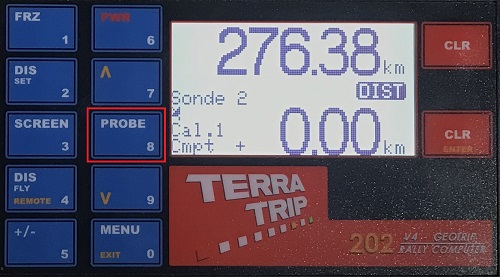 FRZ
1
PWR
6
DIS
SET
2
Λ
7
SCREEN
3
PROBE
8
DIS
FLY
REMOTE 4
V
9
+/-
5
MENU
EXIT 0
276.38 km
Sonde 2
DIST
Cal.1
Cmpt +
0.00 km
CLR
CLR
ENTER
TERRA
TRIP
202 V4 - GEOTRIP
RALLY COMPUTER